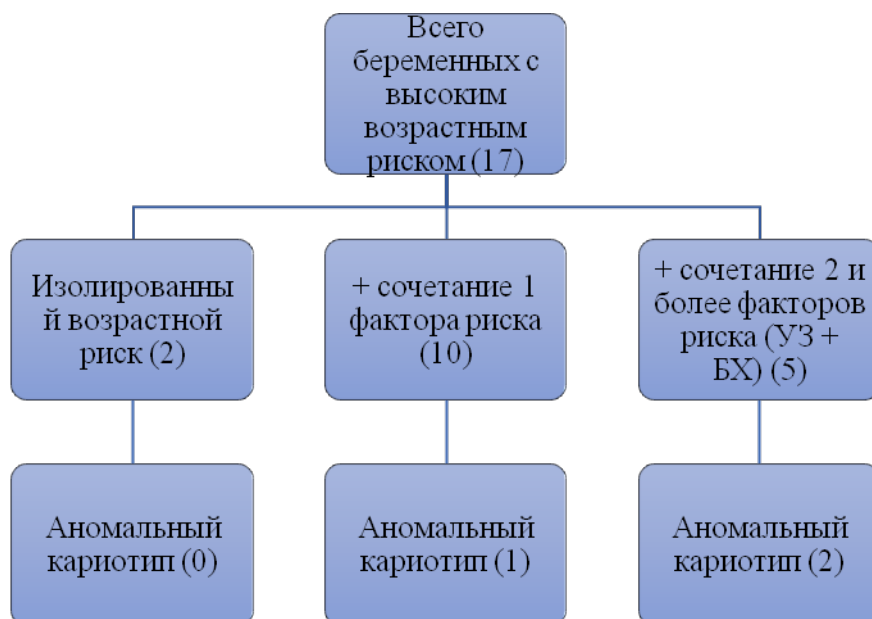 Всего
беременных с
высоким
возрастным
риском (17)
Изолированны
й возрастной
риск (2)
+ сочетание 1
фактора риска
(10)
+ сочетание 2 и
более факторов
риска (УЗ +
БХ) (5)
Аномальный
кариотип (0)
Аномальный
кариотип (1)
Аномальный
кариотип (2)